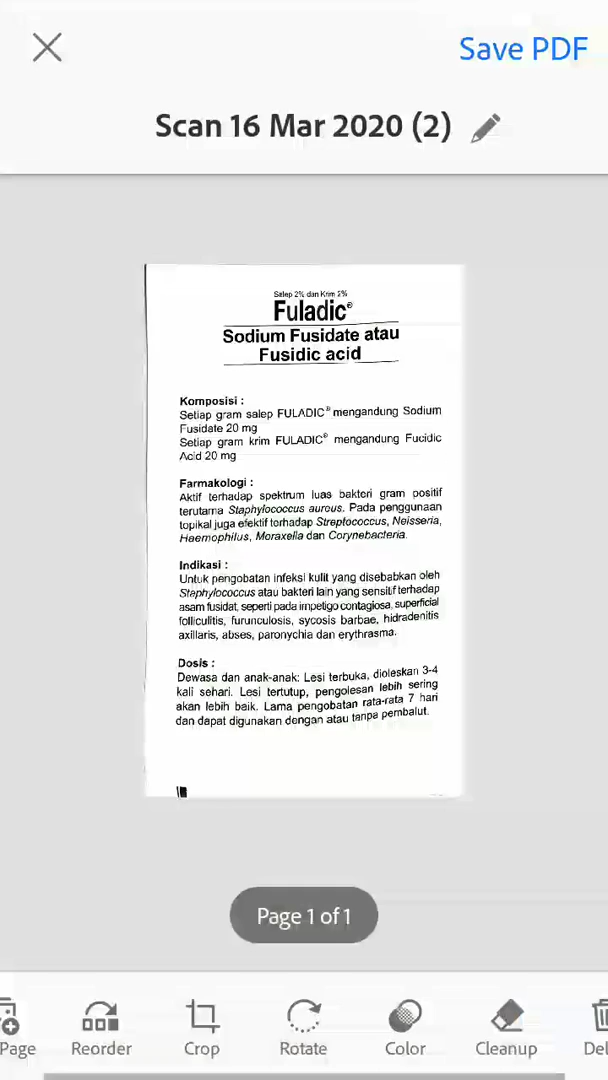 Save PDF
Scan 16 Mar 2020 (2)
Salep 2% dan Krim 2%
Fuladic®
Sodium Fusidate atau
Fusidic acid
Komposisi :
Setiap gram salep FULADIC® mengandung Sodium
Fusidate 20 mg
Setiap gram krim FULADIC® mengandung Fucidic
Acid 20 mg
Farmakologi :
Aktif terhadap spektrum luas bakteri gram positif
terutama Staphylococcus aurous. Pada penggunaan
topikal juga efektif terhadap Streptococcus, Neisseria,
Haemophilus, Moraxella dan Corynebacteria.
Indikasi :
Untuk pengobatan infeksi kulit yang disebabkan oleh
Staphylococcus atau bakteri lain yang sensitif terhadap
asam fusidat, seperti pada impetigo contagiosa, superficial
folliculitis, furunculosis, sycosis barbae, hidradenitis
axillaris, abses, paronychia dan erythrasma.
Dosis :
Dewasa dan anak-anak: Lesi terbuka, dioleskan 3-4
kali sehari. Lesi tertutup, pengolesan lebih sering
akan lebih baik. Lama pengobatan rata-rata 7 hari
dan dapat digunakan dengan atau tanpa pembalut.
Page 1 of 1
Page Reorder Crop Rotate Color Cleanup Del